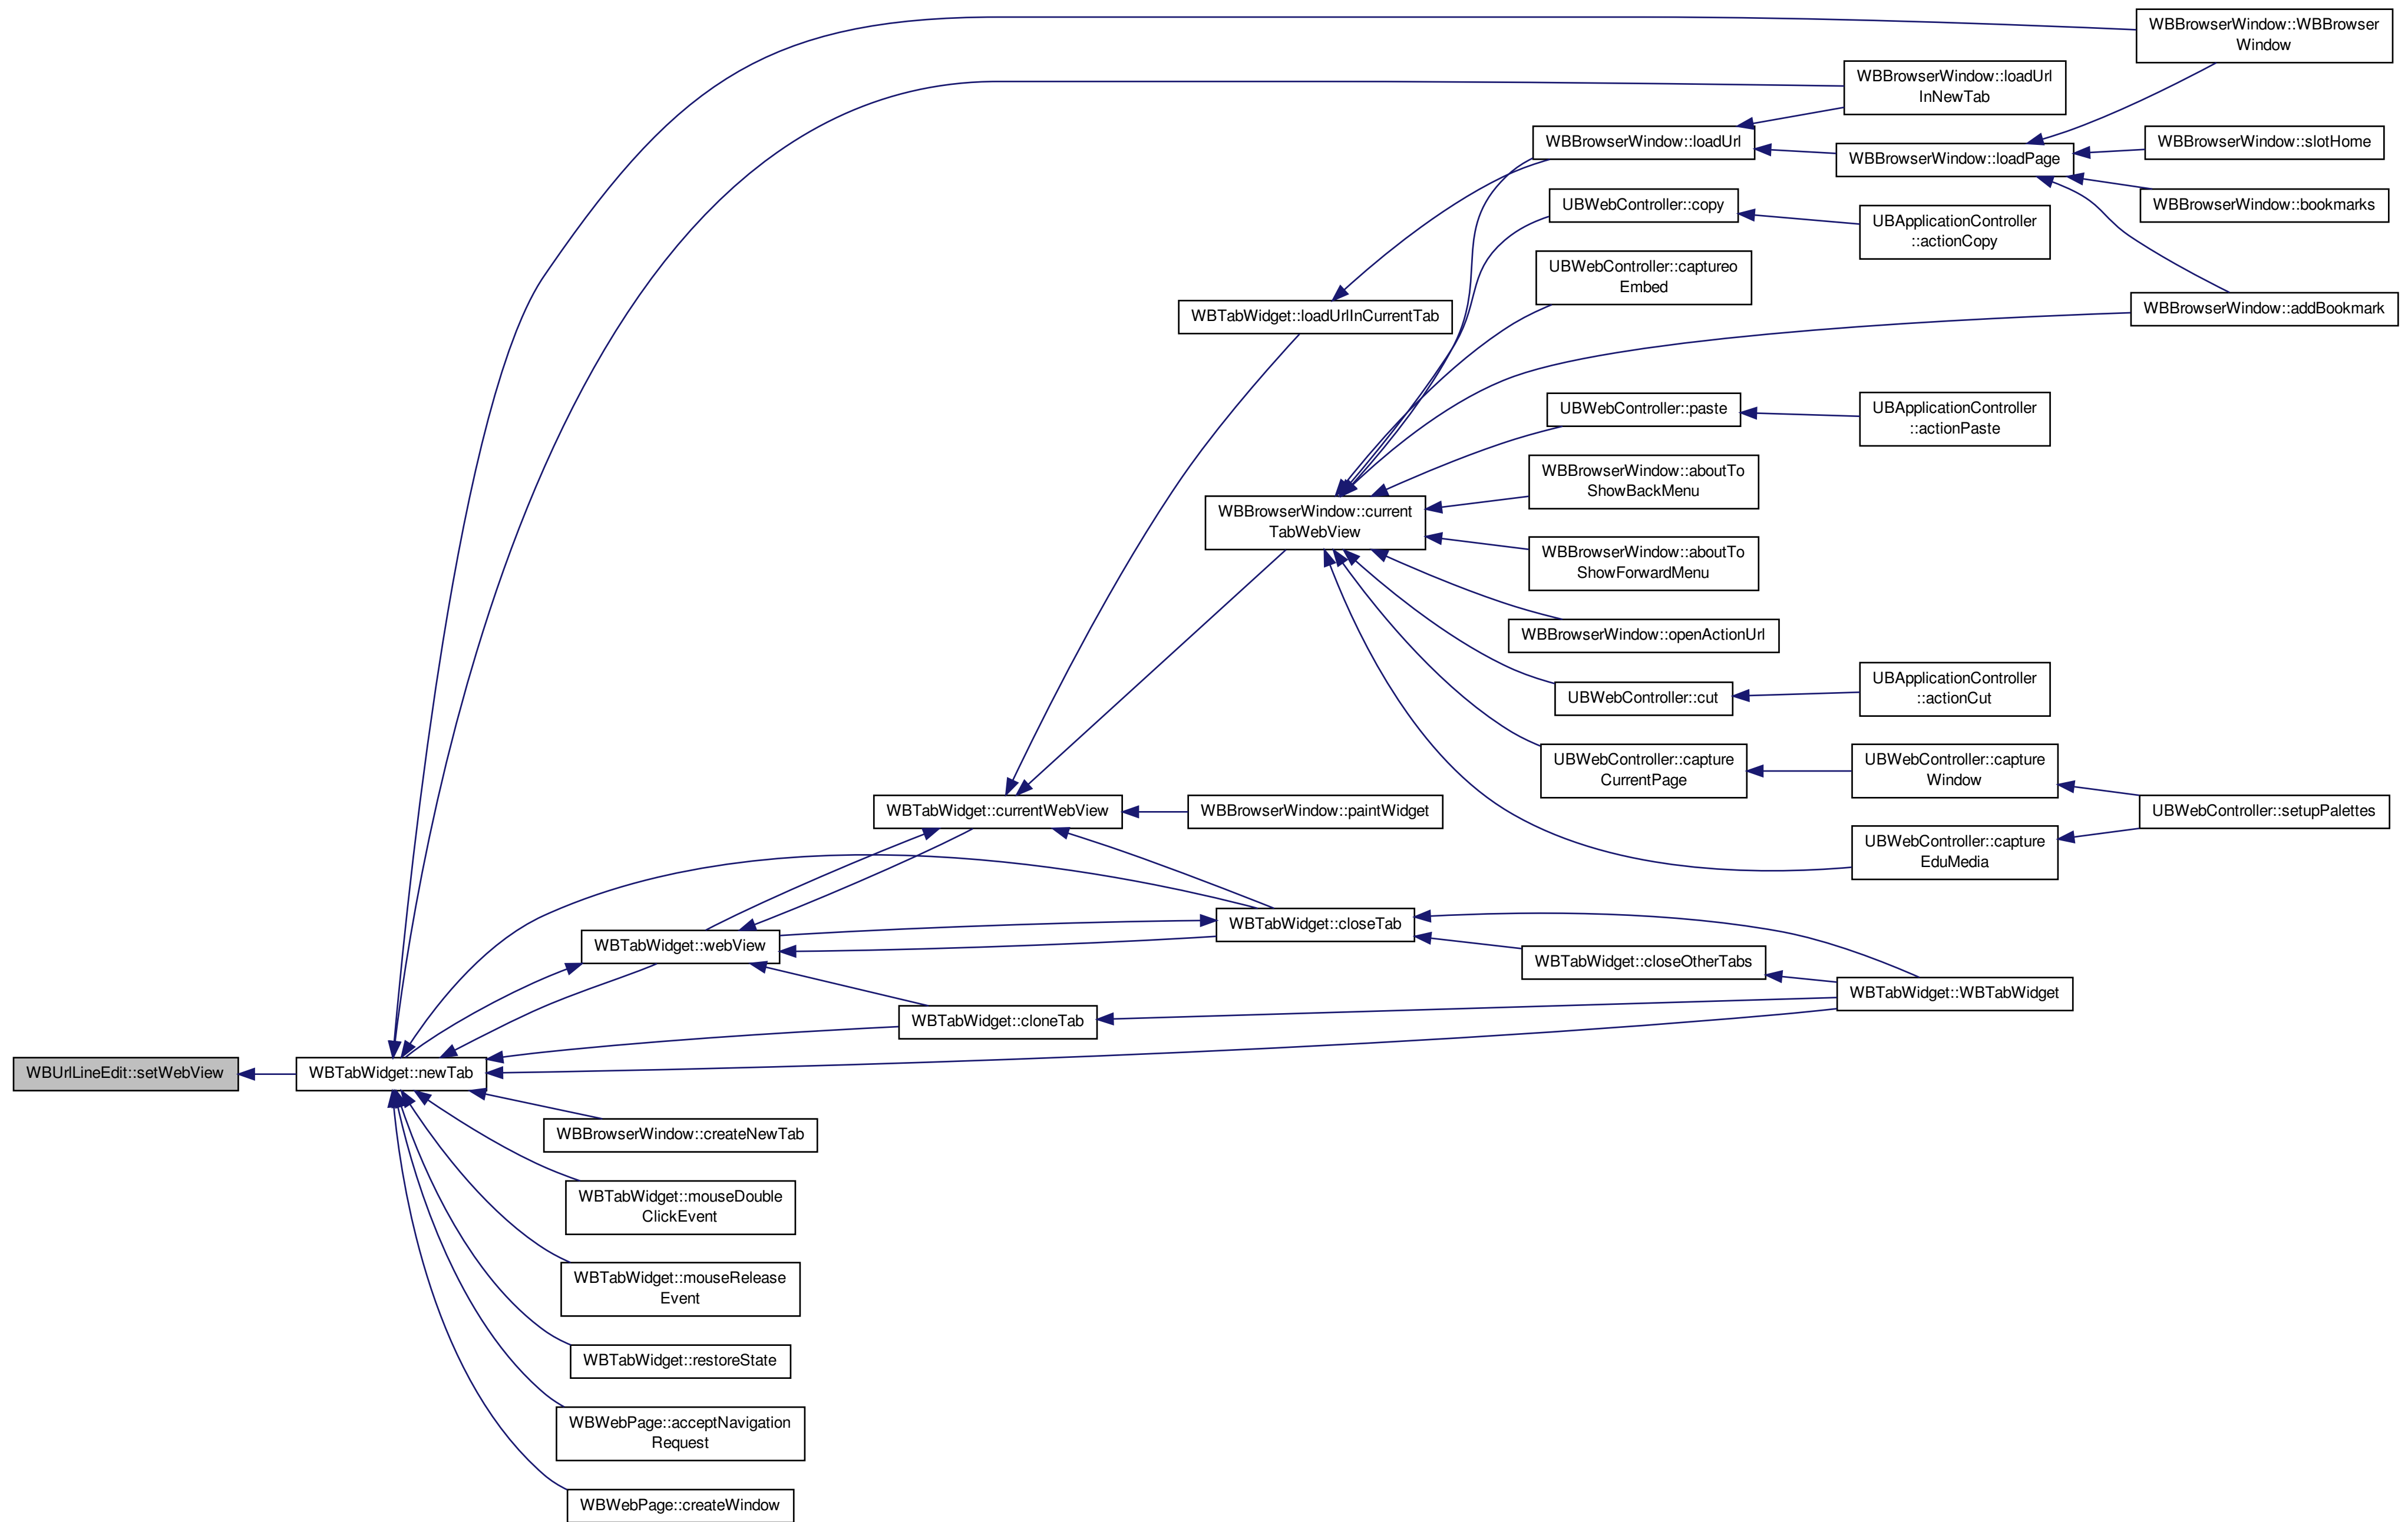 WBBrowserWindow::WBBrowser
Window
WBBrowserWindow::loadUrl
InNewTab
WBBrowserWindow::loadUrl
WBBrowserWindow::slotHome
WBBrowserWindow::loadPage
UBWebController::copy
WBBrowserWindow::bookmarks
UBApplicationController
::actionCopy
UBWebController::captureo
Embed
WBTabWidget::loadUrlInCurrentTab
WBBrowserWindow::addBookmark
UBWebController::paste
UBApplicationController
::actionPaste
WBBrowserWindow::aboutTo
ShowBackMenu
WBBrowserWindow::current
TabWebView
WBBrowserWindow::aboutTo
ShowForwardMenu
WBBrowserWindow::openActionUrl
UBWebController::cut
UBApplicationController
::actionCut
UBWebController::capture
CurrentPage
UBWebController::capture
Window
WBTabWidget::currentWebView
WBBrowserWindow::paintWidget
UBWebController::setupPalettes
UBWebController::capture
EduMedia
WBTabWidget::closeTab
WBTabWidget::webView
WBTabWidget::closeOtherTabs
WBTabWidget::WBTabWidget
WBTabWidget::cloneTab
WBUrlLineEdit::setWebView
WBTabWidget::newTab
WBBrowserWindow::createNewTab
WBTabWidget::mouseDouble
ClickEvent
WBTabWidget::mouseRelease
Event
WBTabWidget::restoreState
WBWebPage::acceptNavigation
Request
WBWebPage::createWindow